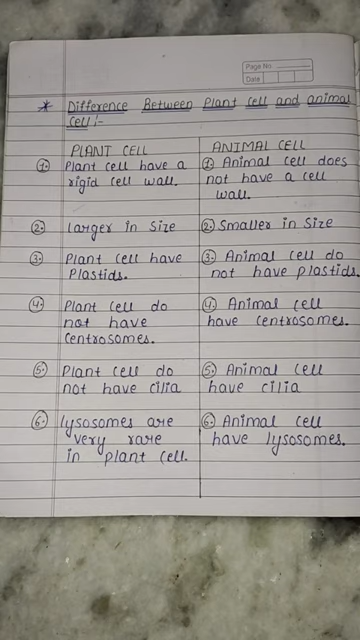 Page No
Date
* Difference Between Plant cell and animal
cell :-
PLANT CELL
① Plant cell have a
rigid cell wall.
② Larger in Size
③ Plant cell have
Plastids.
④ Plant cell do
not have
centrosomes.
⑤ Plant cell do
not have cilia
⑥ lysosomes are
very rare
in plant cell.
ANIMAL CELL
① Animal cell does
not have a cell
wall.
② Smaller in Size
③ Animal cell do
not have plastids.
④ Animal cell
have centrosomes.
⑤ Animal cell
have cilia
⑥ Animal cell
have lysosomes.